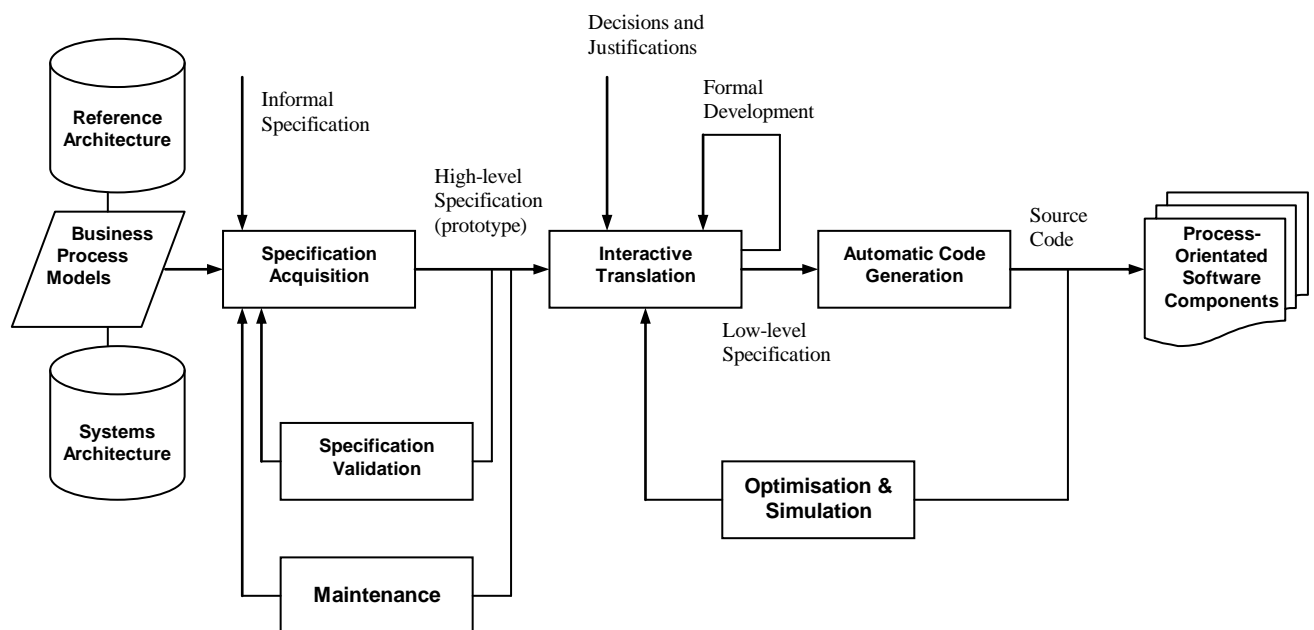 Reference
Architecture
Business
Process
Models
Systems
Architecture
Informal
Specification
Specification
Acquisition
High-level
Specification
(prototype)
Specification
Validation
Maintenance
Decisions and
Justifications
Formal
Development
Interactive
Translation
Low-level
Specification
Automatic Code
Generation
Optimisation &
Simulation
Source
Code
Process-
Orientated
Software
Components